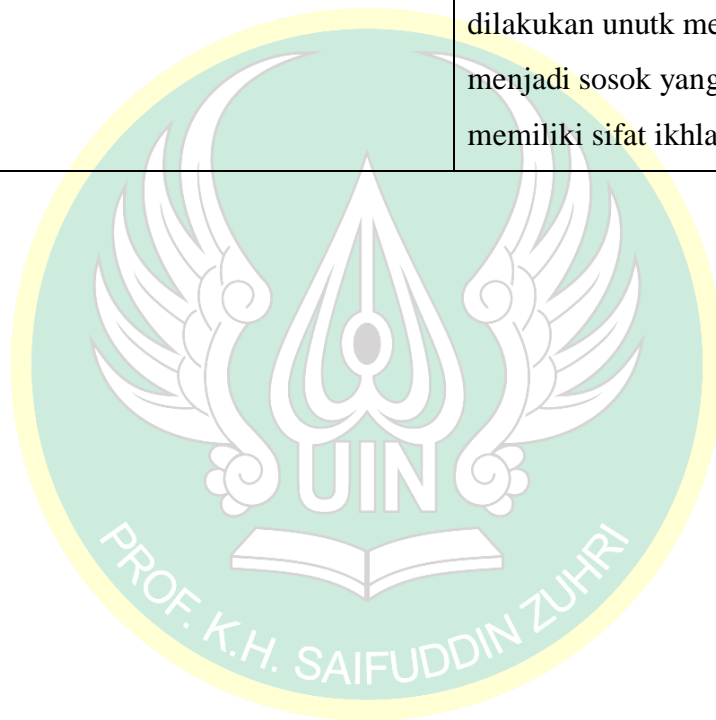 dilakukan unutk me
menjadi sosok yang
memiliki sifat ikhla
UIN
PROF. K.H. SAIFUDDIN ZUHRI